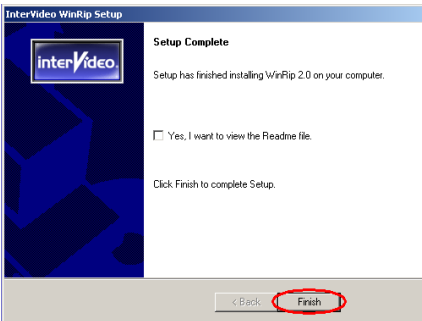 InterVideo WinRip Setup
interVideo.
Setup Complete
Setup has finished installing WinRip 2.0 on your computer.
Yes, I want to view the Readme file.
Click Finish to complete Setup.
< Back
Finish